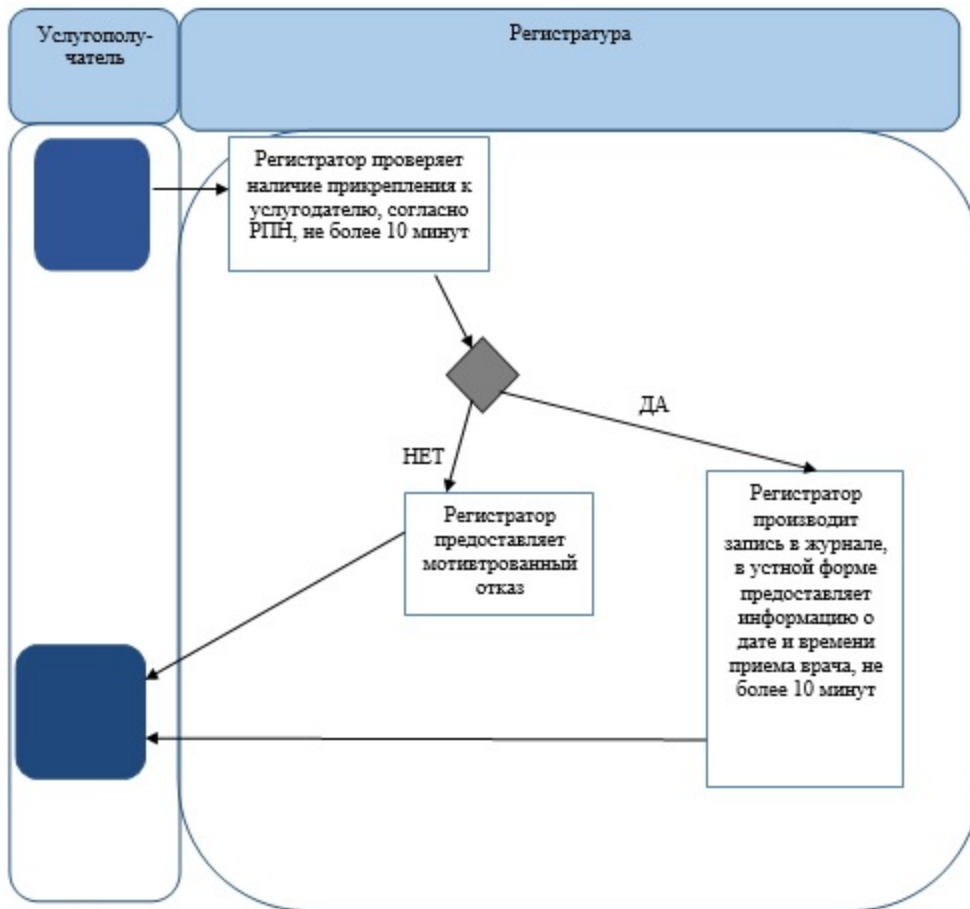 Услугополу-
чатель
Регистратура
Регистратор проверяет
наличие прикрепления к
услугодателю, согласно
РПН, не более 10 минут
ДА
НЕТ
Регистратор
предоставляет
мотивтрованный
отказ
Регистратор
производит
запись в журнале,
в устной форме
предоставляет
информацию о
дате и времени
приема врача, не
более 10 минут